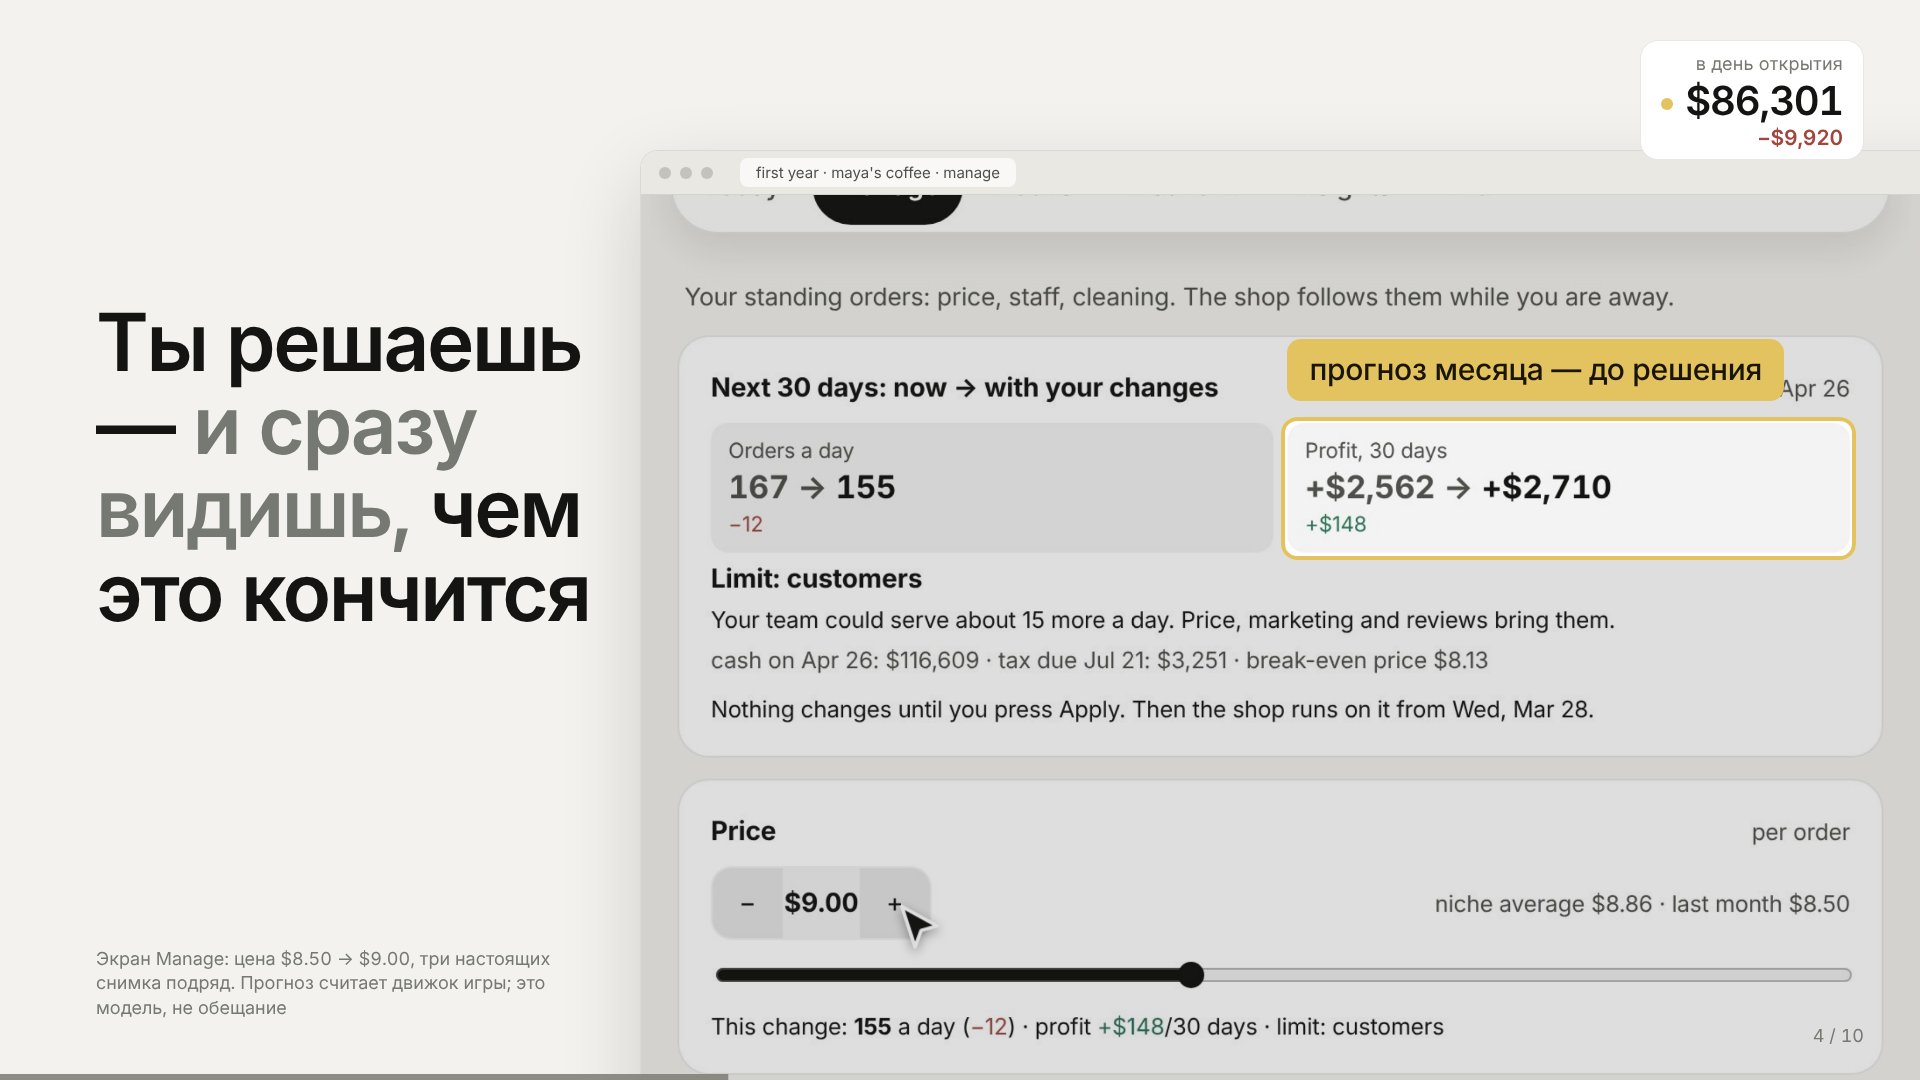 в день открытия
$86,301
−$9,920
first year · maya's coffee · manage
Ты решаешь
— и сразу
видишь, чем
это кончится
Экран Manage: цена $8.50 → $9.00, три настоящих
снимка подряд. Прогноз считает движок игры; это
модель, не обещание
Your standing orders: price, staff, cleaning. The shop follows them while you are away.
прогноз месяца — до решения
Next 30 days: now → with your changes
Apr 26
Orders a day
167 → 155
−12
Profit, 30 days
+$2,562 → +$2,710
+$148
Limit: customers
Your team could serve about 15 more a day. Price, marketing and reviews bring them.
cash on Apr 26: $116,609 · tax due Jul 21: $3,251 · break-even price $8.13
Nothing changes until you press Apply. Then the shop runs on it from Wed, Mar 28.
Price
per order
− $9.00 +
niche average $8.86 · last month $8.50
This change: 155 a day (−12) · profit +$148/30 days · limit: customers
4 / 10